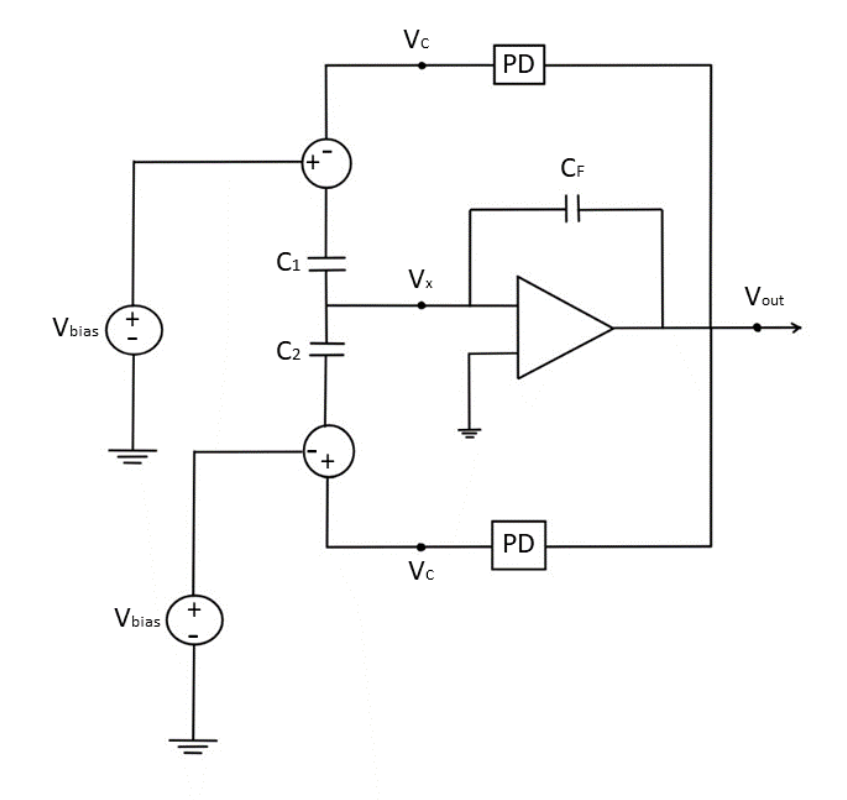 Vc
PD
+ -
CF
C1
Vx
Vout
Vbias
+
-
C2
-
+
PD
Vc
Vbias
+
-